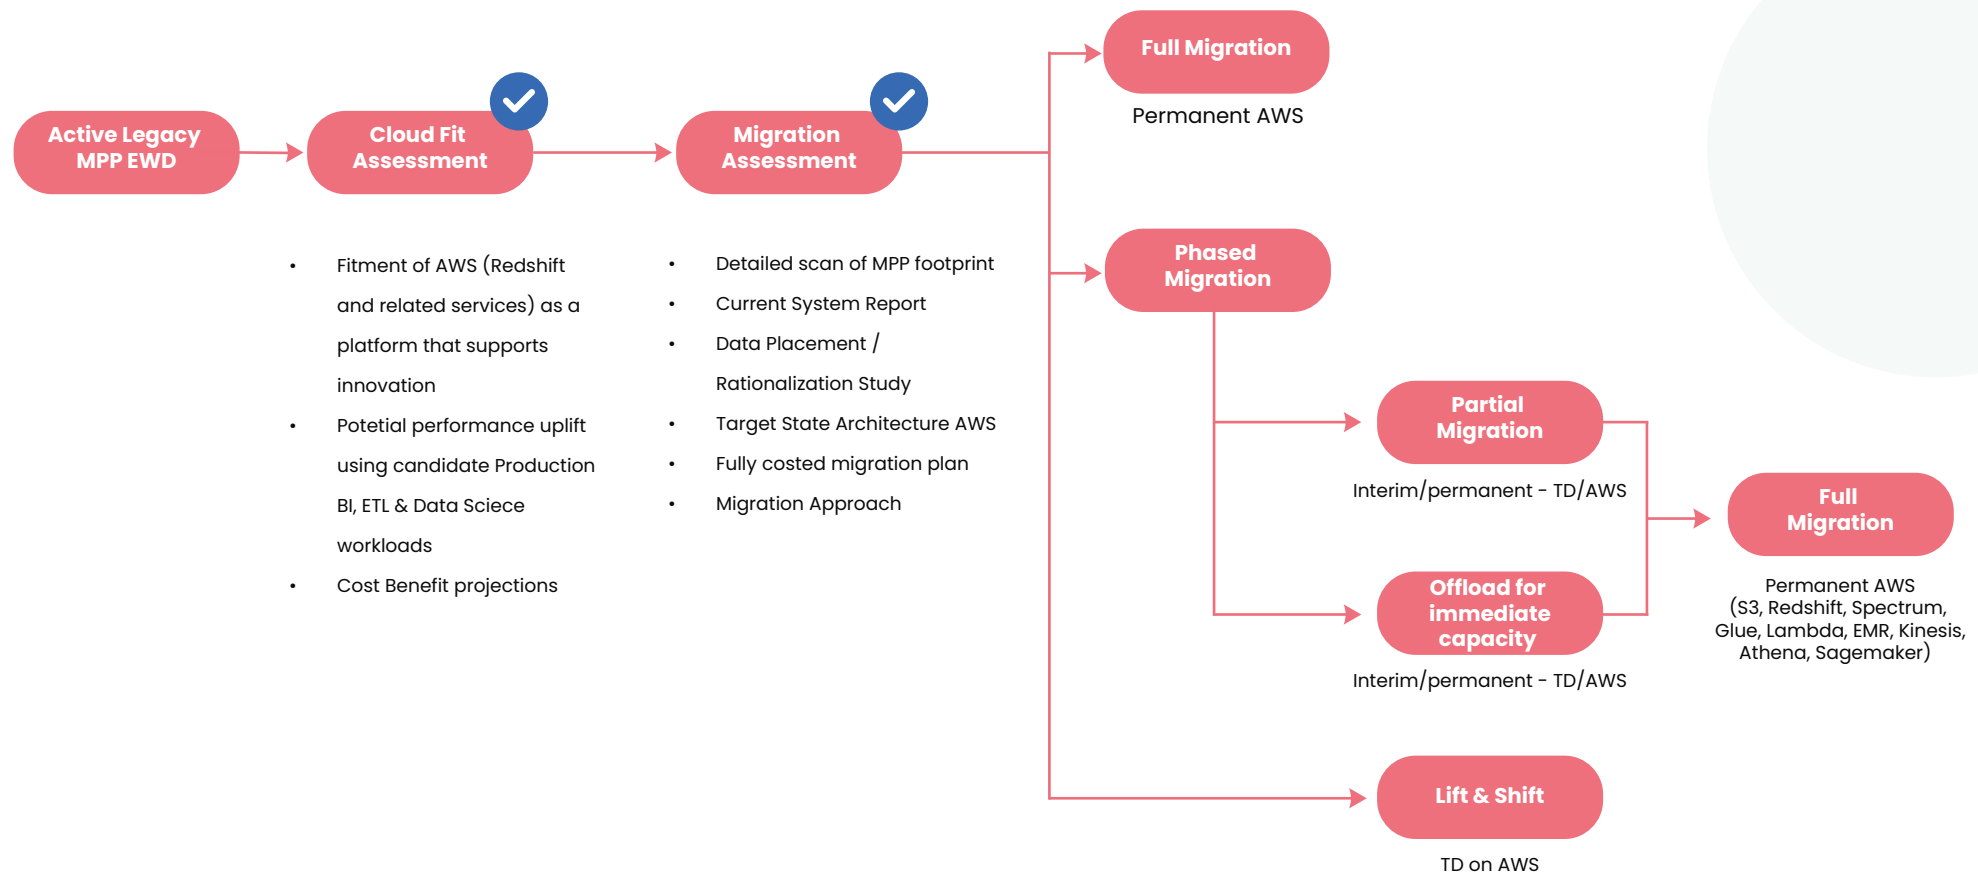 Active Legacy
MPP EWD
Cloud Fit
Assessment
• Fitment of AWS (Redshift
and related services) as a
platform that supports
innovation
• Potetial performance uplift
using candidate Production
BI, ETL & Data Sciece
workloads
• Cost Benefit projections
Migration
Assessment
• Detailed scan of MPP footprint
• Current System Report
• Data Placement /
Rationalization Study
• Target State Architecture AWS
• Fully costed migration plan
• Migration Approach
Full Migration
Permanent AWS
Phased
Migration
Partial
Migration
Interim/permanent - TD/AWS
Offload for
immediate
capacity
Interim/permanent - TD/AWS
Full
Migration
Permanent AWS
(S3, Redshift, Spectrum,
Glue, Lambda, EMR, Kinesis,
Athena, Sagemaker)
Lift & Shift
TD on AWS